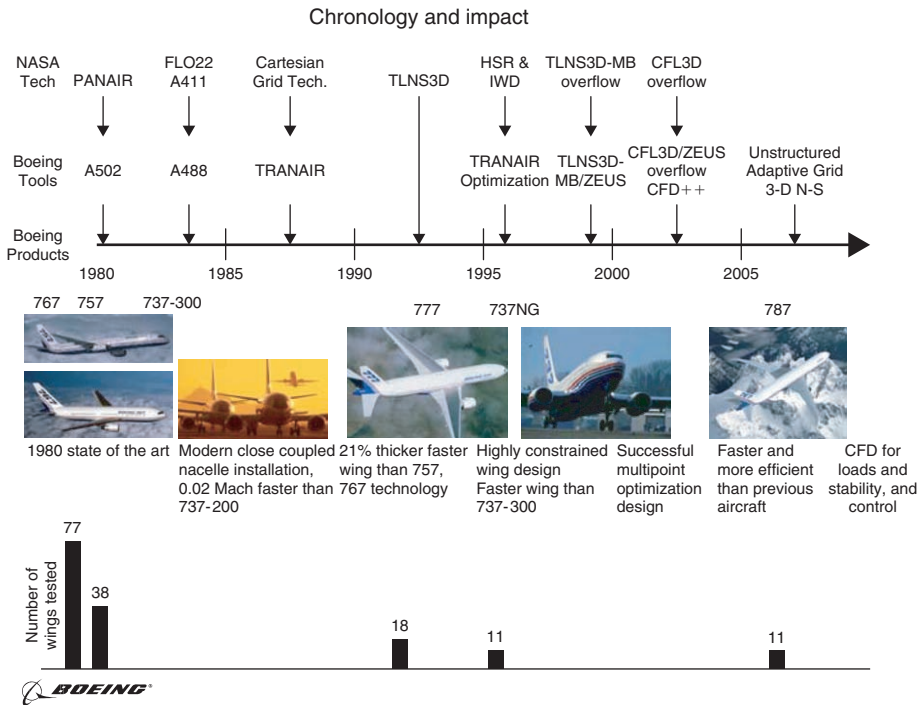 Chronology and impact
NASA
Tech
PANAIR
FLO22
A411
Cartesian
Grid Tech.
TLNS3D
HSR &
IWD
TLNS3D-MB
overflow
CFL3D
overflow
Boeing
Tools
A502
A488
TRANAIR
TRANAIR
Optimization
TLNS3D-
MB/ZEUS
CFL3D/ZEUS
overflow
CFD++
Unstructured
Adaptive Grid
3-D N-S
Boeing
Products
1980
1985
1990
1995
2000
2005
767
757
737-300
777
737NG
787
1980 state of the art
Modern close coupled
nacelle installation,
0.02 Mach faster than
737-200
21% thicker faster
wing than 757,
767 technology
Highly constrained
wing design
Faster wing than
737-300
Successful
multipoint
optimization
design
Faster and
more efficient
than previous
aircraft
CFD for
loads and
stability, and
control
Number of
wings tested
77
38
18
11
11
BOEING®